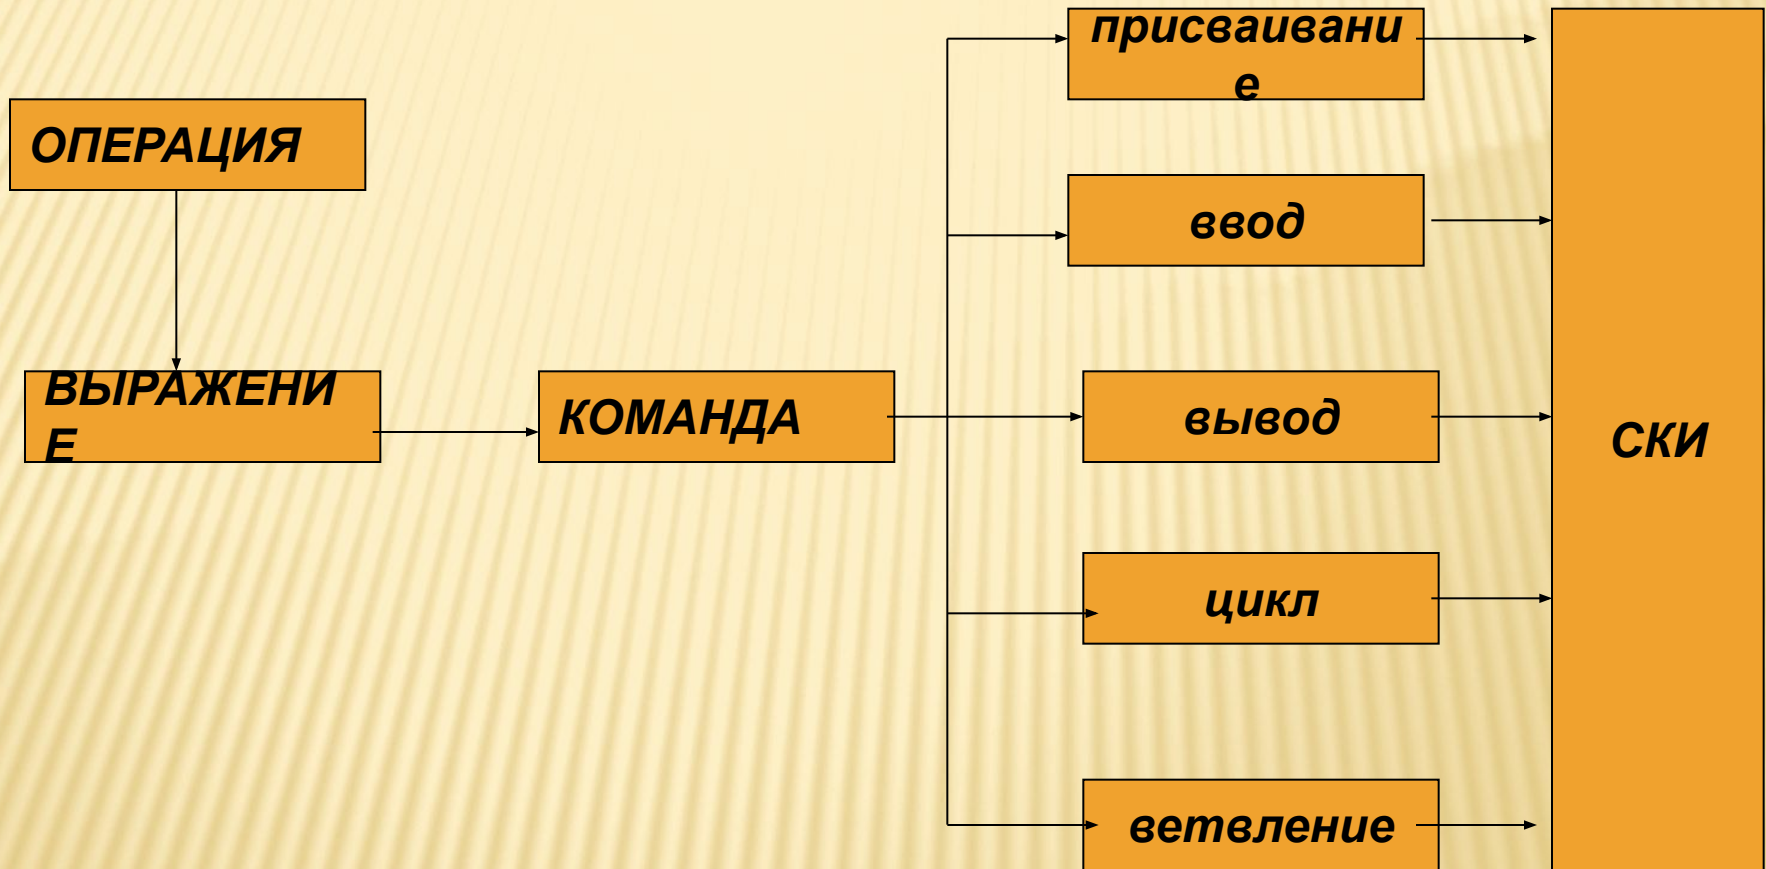 присваивани
е
ОПЕРАЦИЯ
ввод
ВЫРАЖЕНИ
Е
КОМАНДА
вывод
СКИ
цикл
ветвление